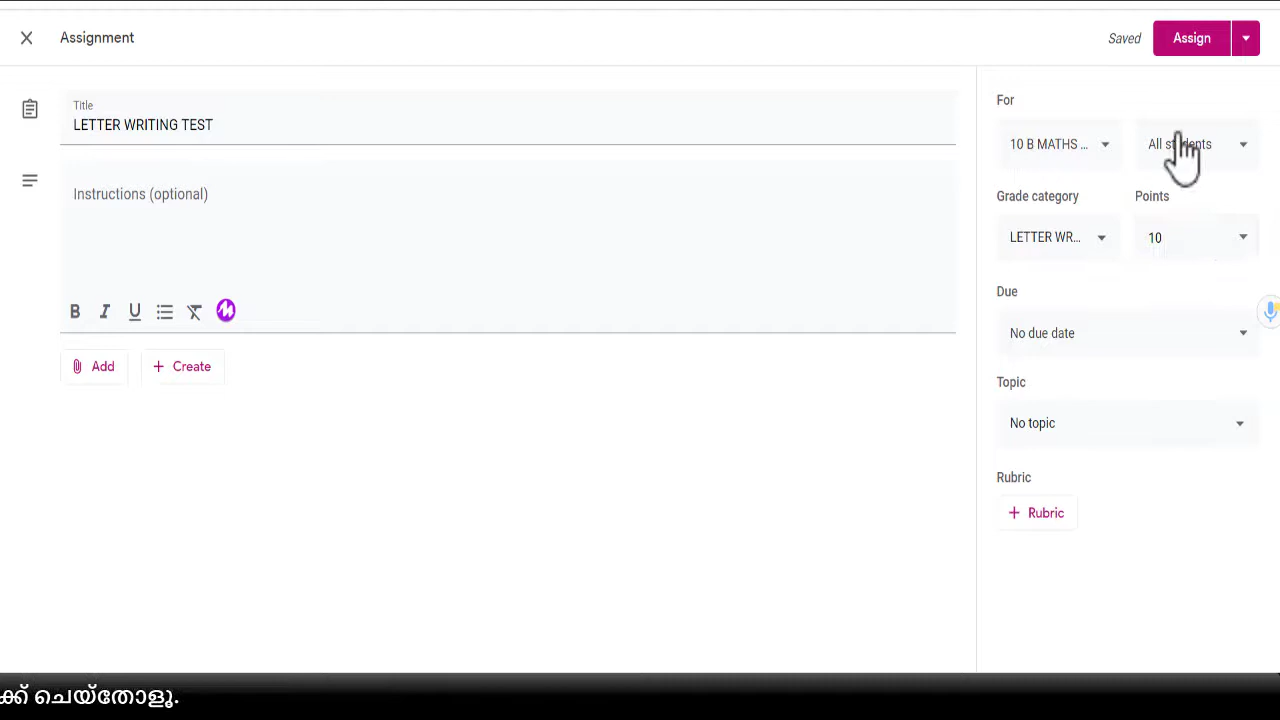 Assignment
Saved
Assign
Title
LETTER WRITING TEST
Instructions (optional)
B I U
Add
+ Create
For
10 B MATHS ...
All students
Grade category
Points
LETTER WR...
10
Due
No due date
Topic
No topic
Rubric
+ Rubric
ക്ക് ചെയ്തോളൂ.